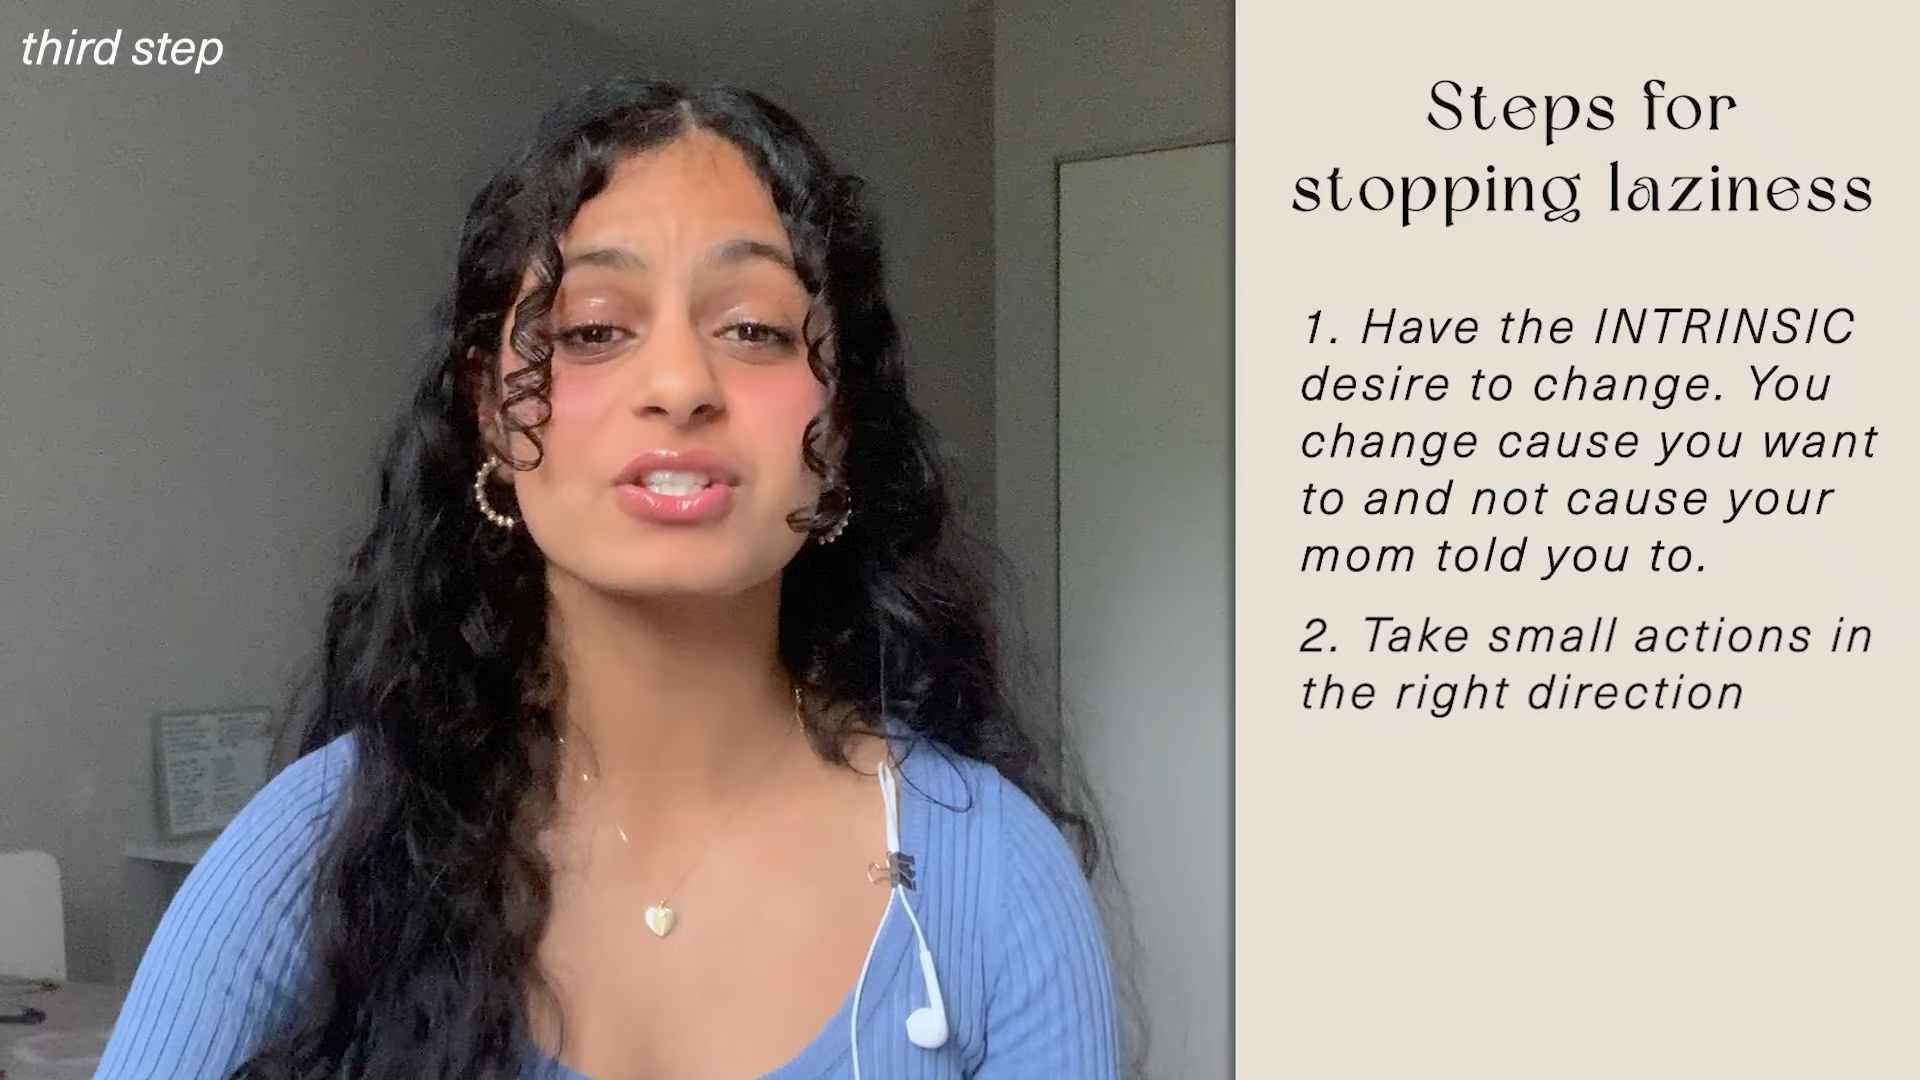 third step
Steps for
stopping laziness
1. Have the INTRINSIC
desire to change. You
change cause you want
to and not cause your
mom told you to.
2. Take small actions in
the right direction